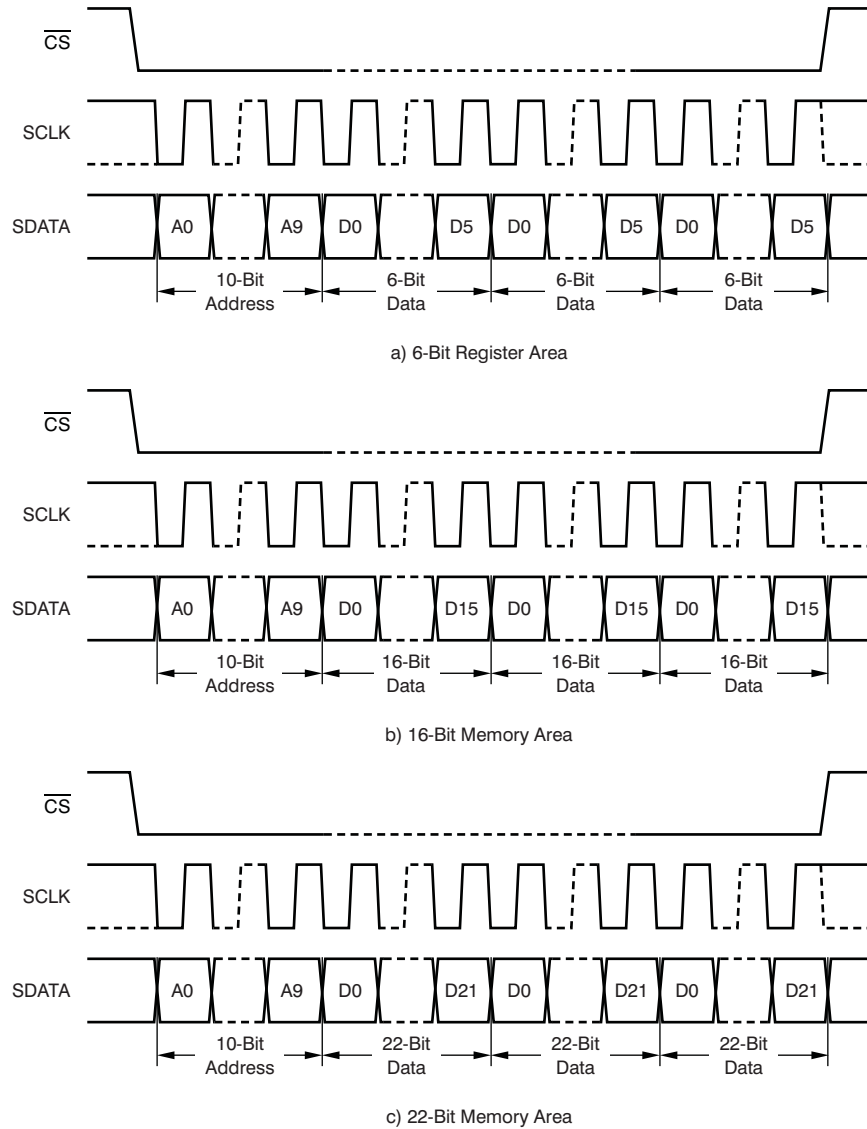 CS
SCLK
SDATA A0 A9 D0 D5 D0 D5 D0 D5
10-Bit 6-Bit 6-Bit 6-Bit
Address Data Data Data
a) 6-Bit Register Area
CS
SCLK
SDATA A0 A9 D0 D15 D0 D15 D0 D15
10-Bit 16-Bit 16-Bit 16-Bit
Address Data Data Data
b) 16-Bit Memory Area
CS
SCLK
SDATA A0 A9 D0 D21 D0 D21 D0 D21
10-Bit 22-Bit 22-Bit 22-Bit
Address Data Data Data
c) 22-Bit Memory Area